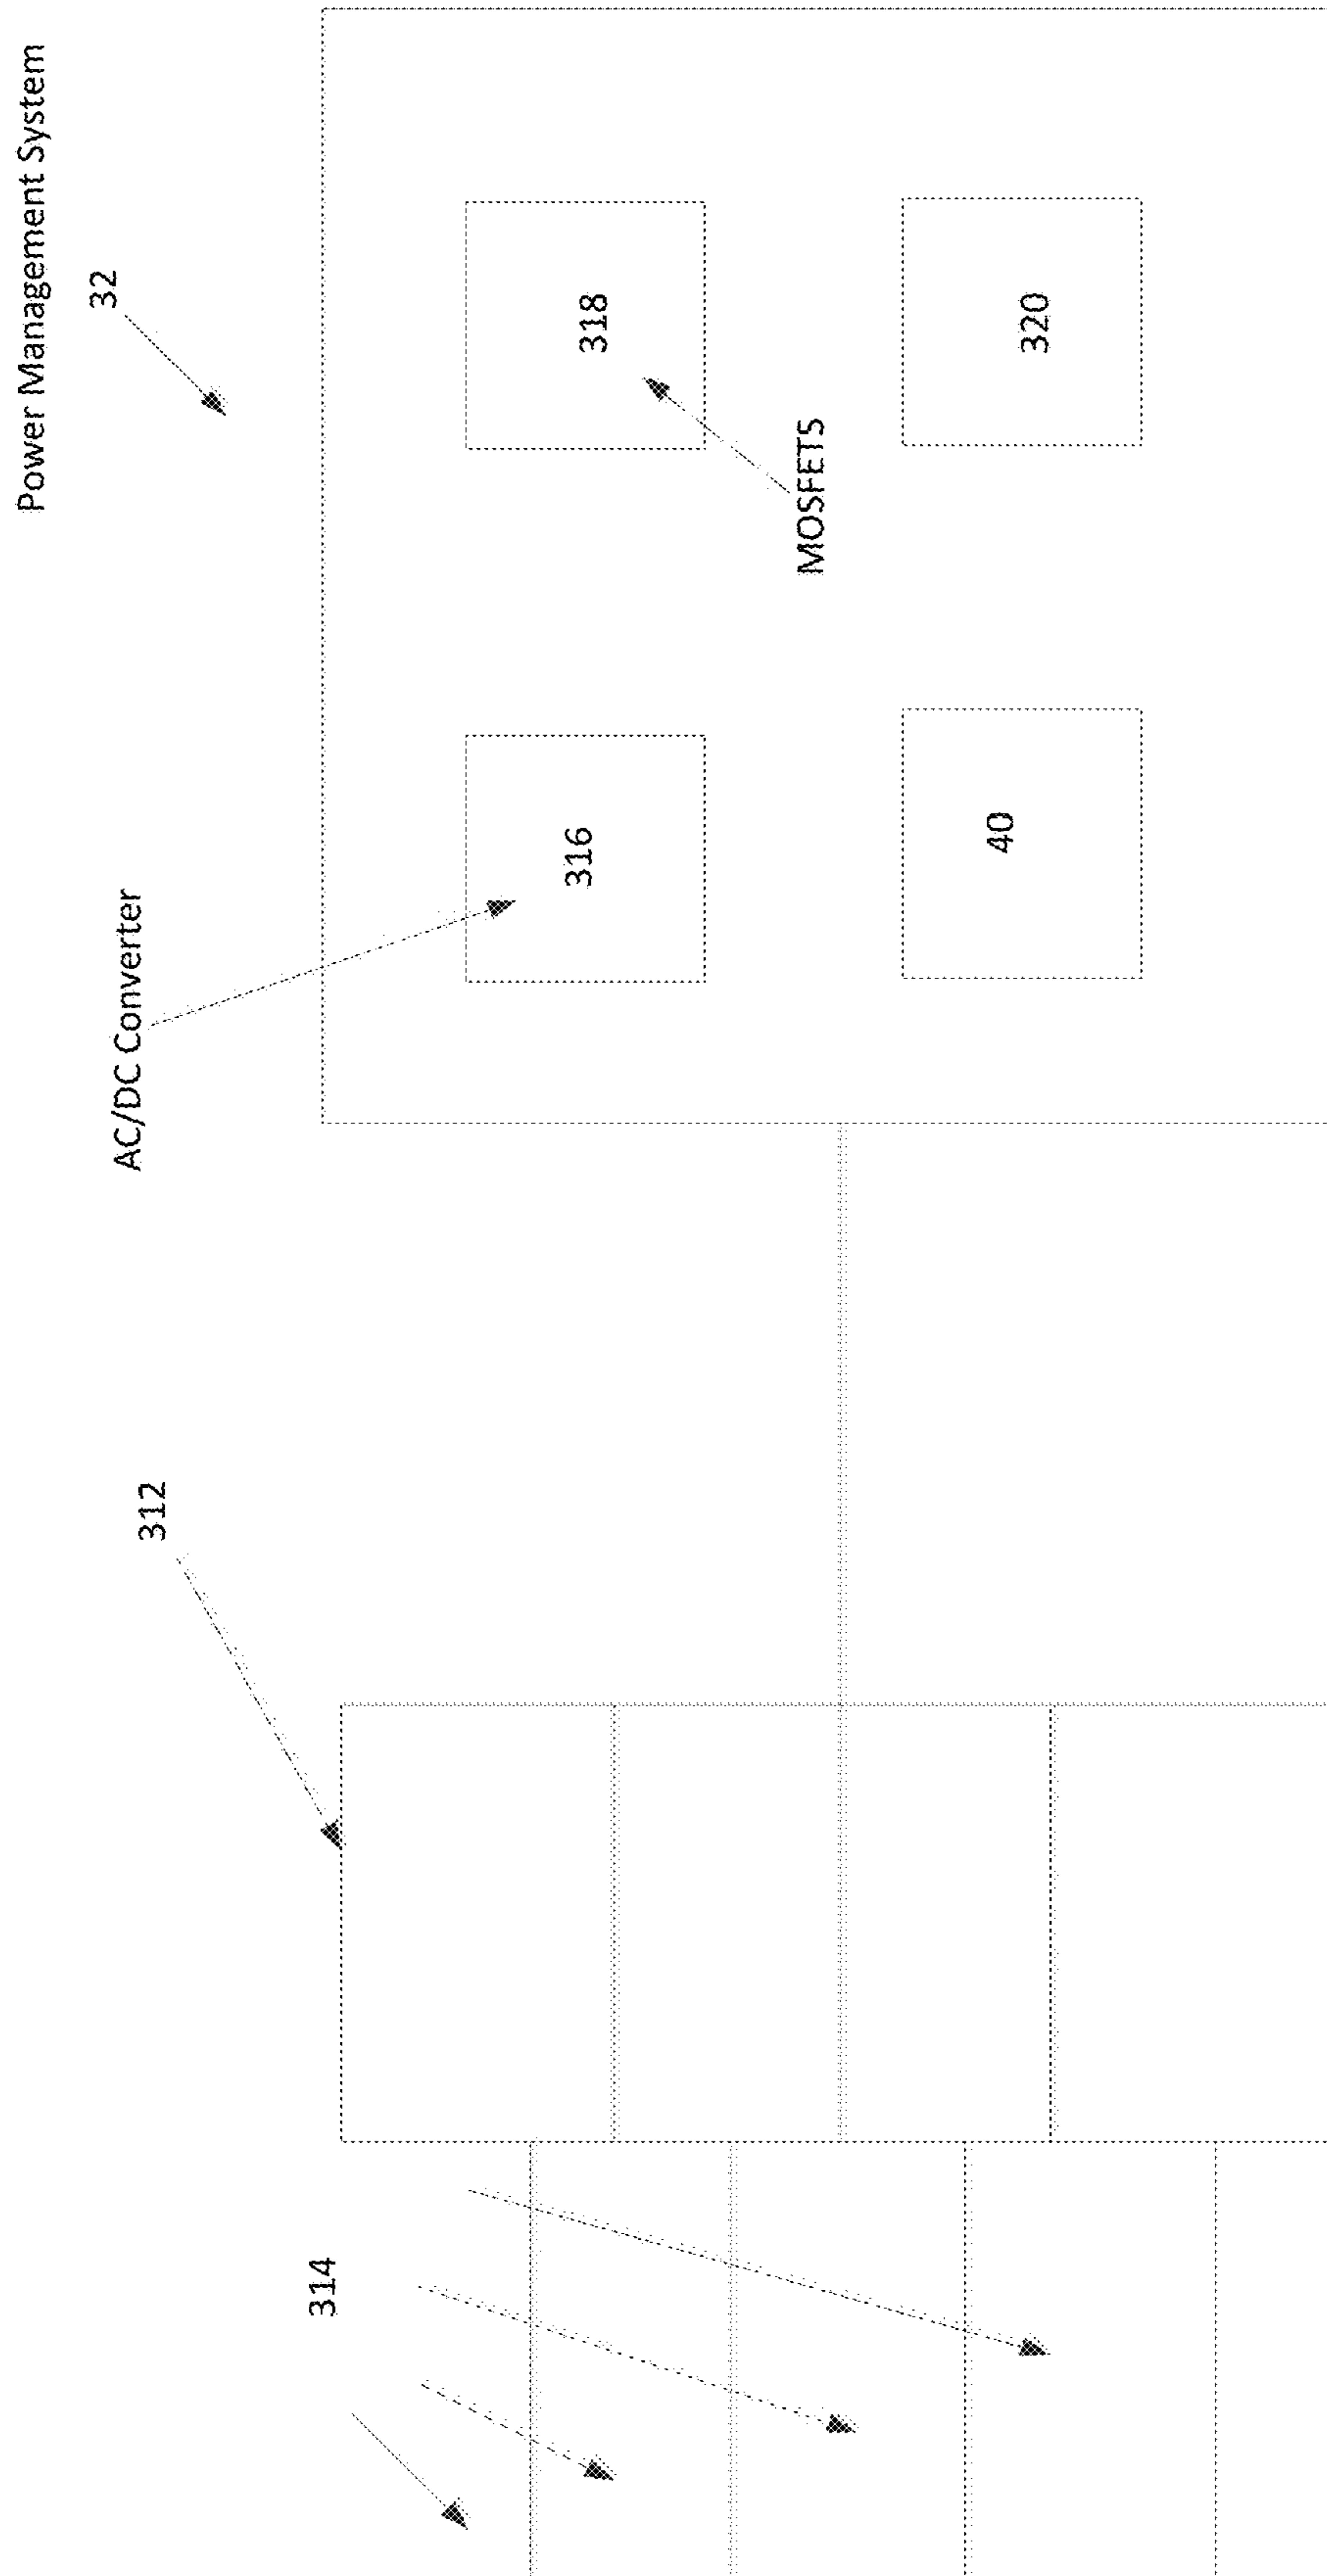 Power Management System
32
AC/DC Converter
312
314
316
318
MOSFETS
40
320